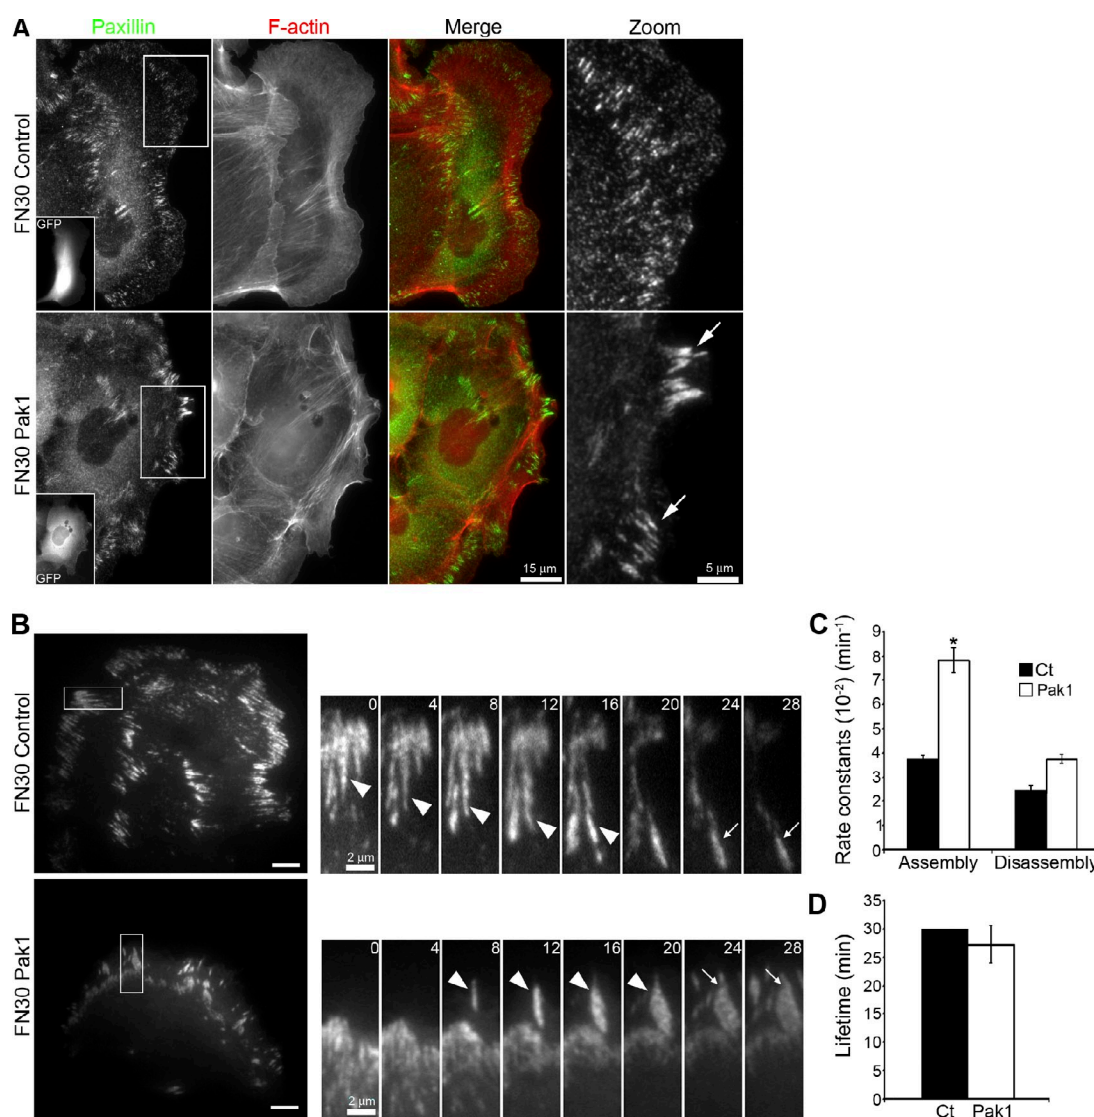 A
Paxillin F-actin Merge Zoom
FN30 Control
GFP
FN30 Pak1
GFP
15 µm
5 µm
B
FN30 Control
0 4 8 12 16 20 24 28
2 µm
FN30 Pak1
0 4 8 12 16 20 24 28
2 µm
C
Rate constants (10⁻²) (min⁻¹)
9
8
7
6
5
4
3
2
1
0
*
Ct
Pak1
Assembly Disassembly
D
Lifetime (min)
35
30
25
20
15
10
5
0
Ct Pak1